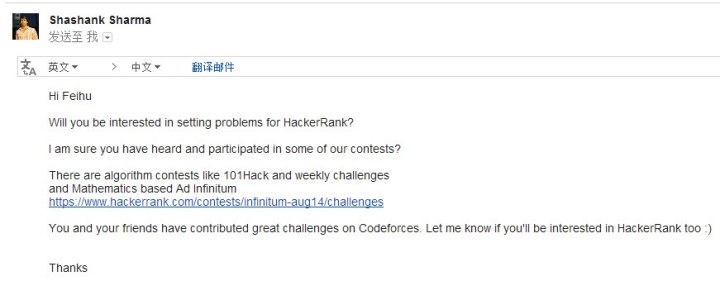 Shashank Sharma
发送至 我
英文 > 中文 翻译邮件
Hi Feihu
Will you be interested in setting problems for HackerRank?
I am sure you have heard and participated in some of our contests?
There are algorithm contests like 101Hack and weekly challenges
and Mathematics based Ad Infinitum
https://www.hackerrank.com/contests/infinitum-aug14/challenges
You and your friends have contributed great challenges on Codeforces. Let me know if you'll be interested in HackerRank too :)
Thanks